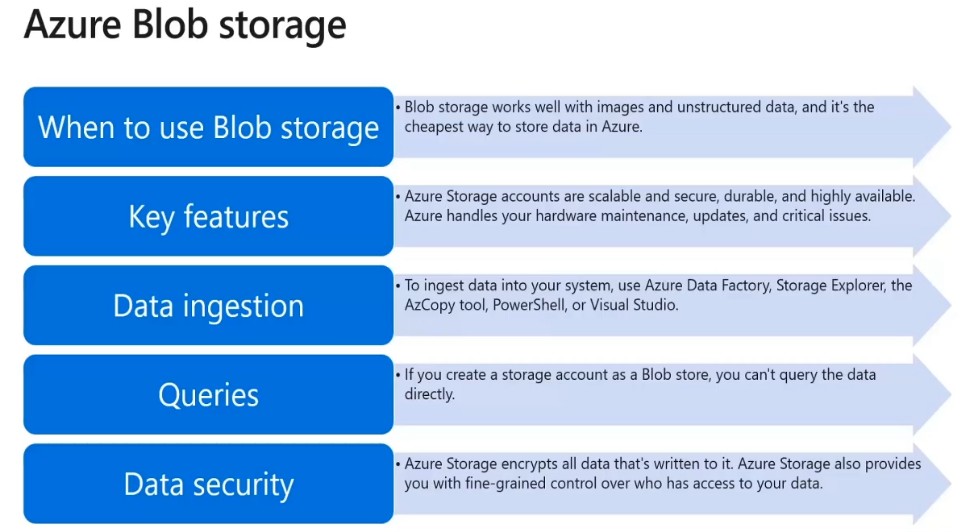 Azure Blob storage
When to use Blob storage
• Blob storage works well with images and unstructured data, and it's the
cheapest way to store data in Azure.
Key features
• Azure Storage accounts are scalable and secure, durable, and highly available.
Azure handles your hardware maintenance, updates, and critical issues.
Data ingestion
• To ingest data into your system, use Azure Data Factory, Storage Explorer, the
AzCopy tool, PowerShell, or Visual Studio.
Queries
• If you create a storage account as a Blob store, you can't query the data
directly.
Data security
• Azure Storage encrypts all data that's written to it. Azure Storage also provides
you with fine-grained control over who has access to your data.